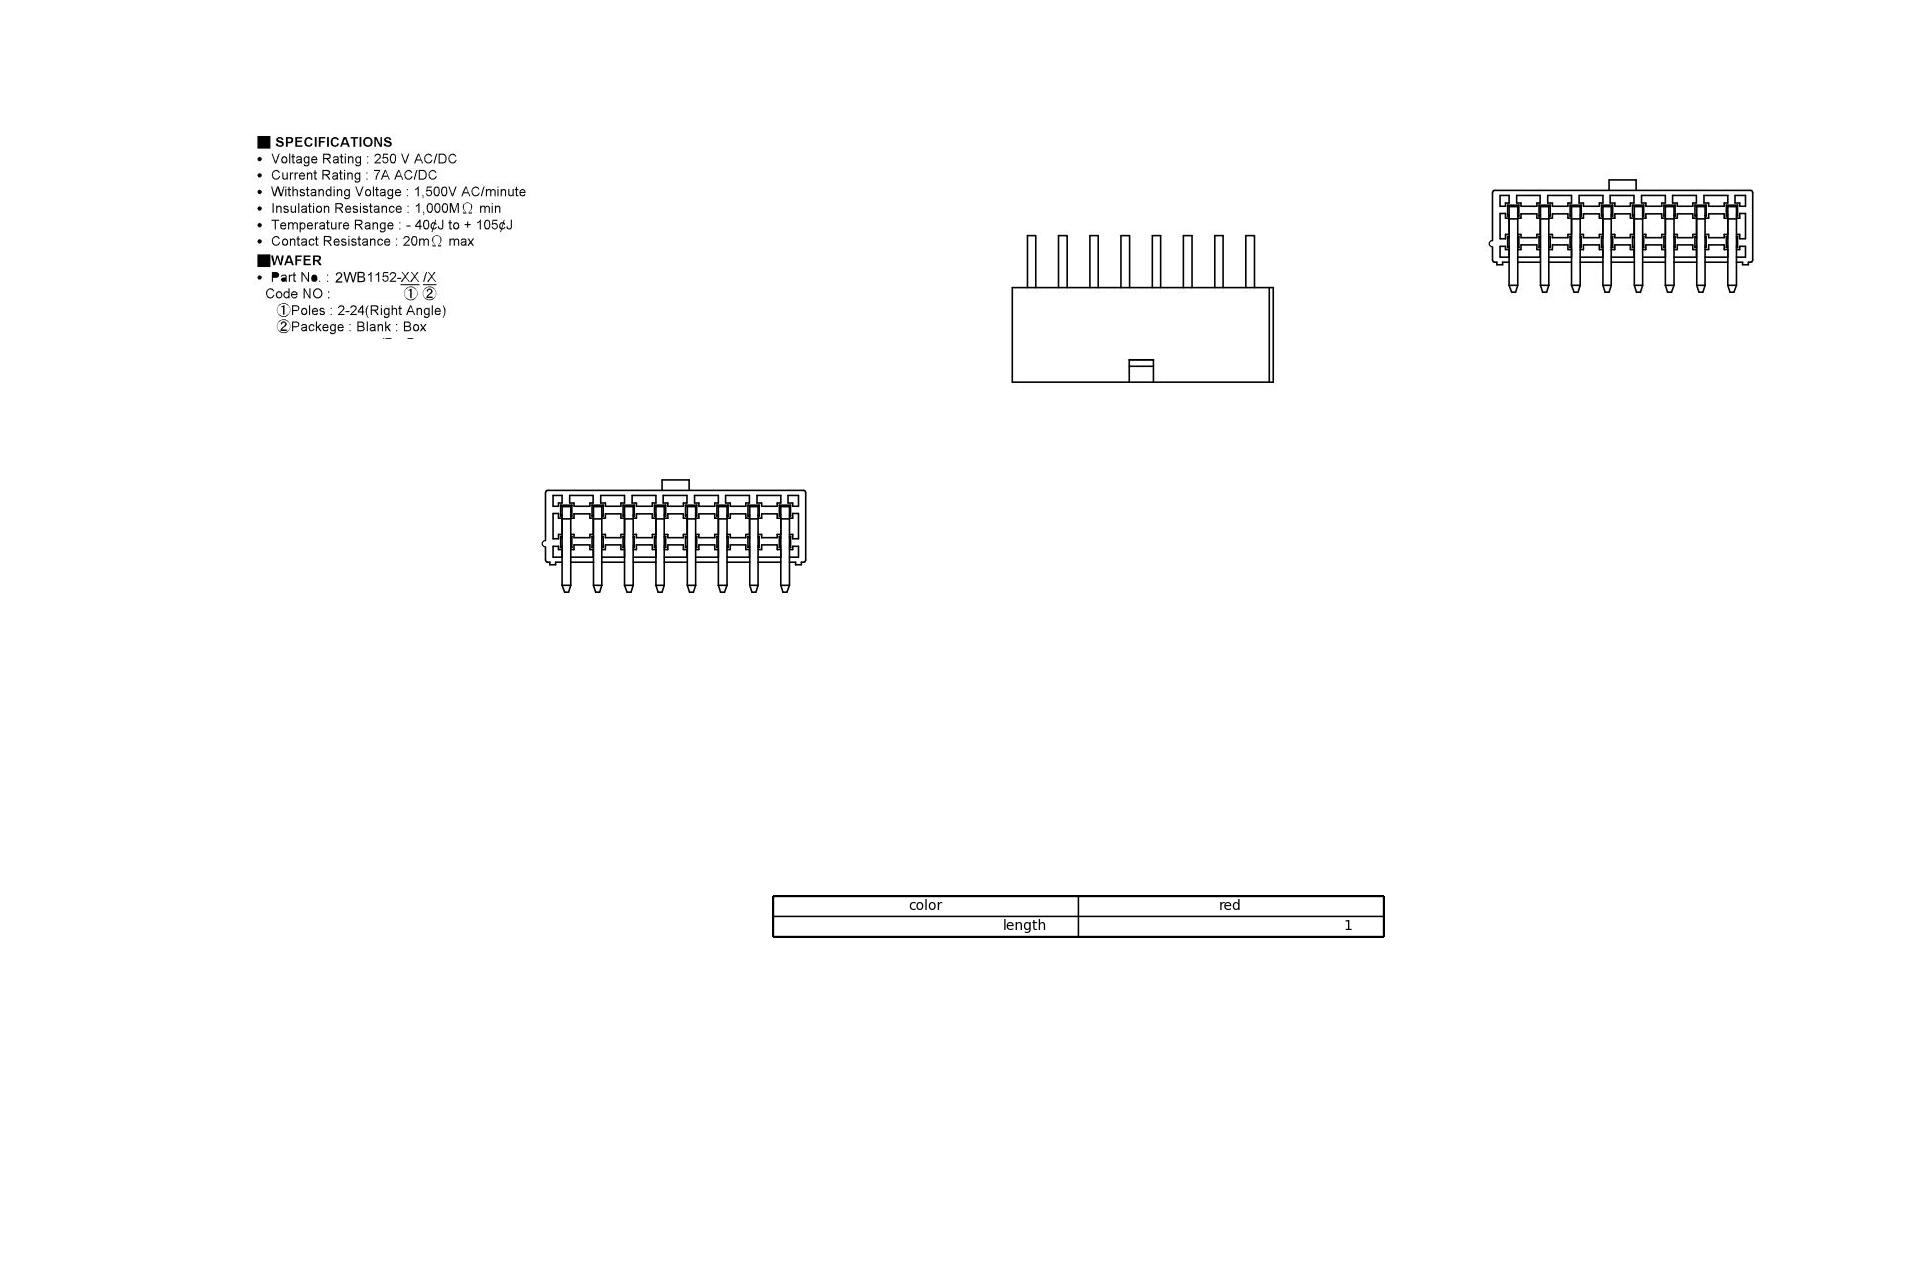 ■ SPECIFICATIONS
• Voltage Rating : 250 V AC/DC
• Current Rating : 7A AC/DC
• Withstanding Voltage : 1,500V AC/minute
• Insulation Resistance : 1,000MΩ min
• Temperature Range : - 40¢J to + 105¢J
• Contact Resistance : 20mΩ max
■WAFER
• Part No. : 2WB1152-XX /X
Code NO : ① ②
①Poles : 2-24(Right Angle)
②Packege : Blank : Box
color red
length 1